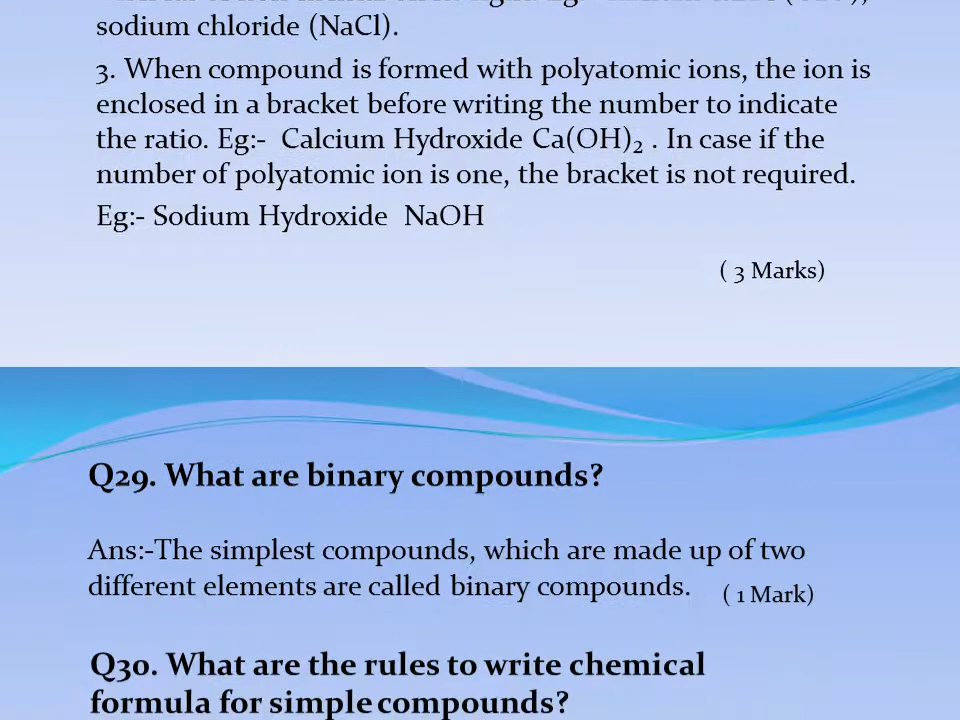 sodium chloride (NaCl).
3. When compound is formed with polyatomic ions, the ion is
enclosed in a bracket before writing the number to indicate
the ratio. Eg:- Calcium Hydroxide Ca(OH)₂ . In case if the
number of polyatomic ion is one, the bracket is not required.
Eg:- Sodium Hydroxide NaOH
( 3 Marks)
Q29. What are binary compounds?
Ans:-The simplest compounds, which are made up of two
different elements are called binary compounds.
( 1 Mark)
Q30. What are the rules to write chemical
formula for simple compounds?